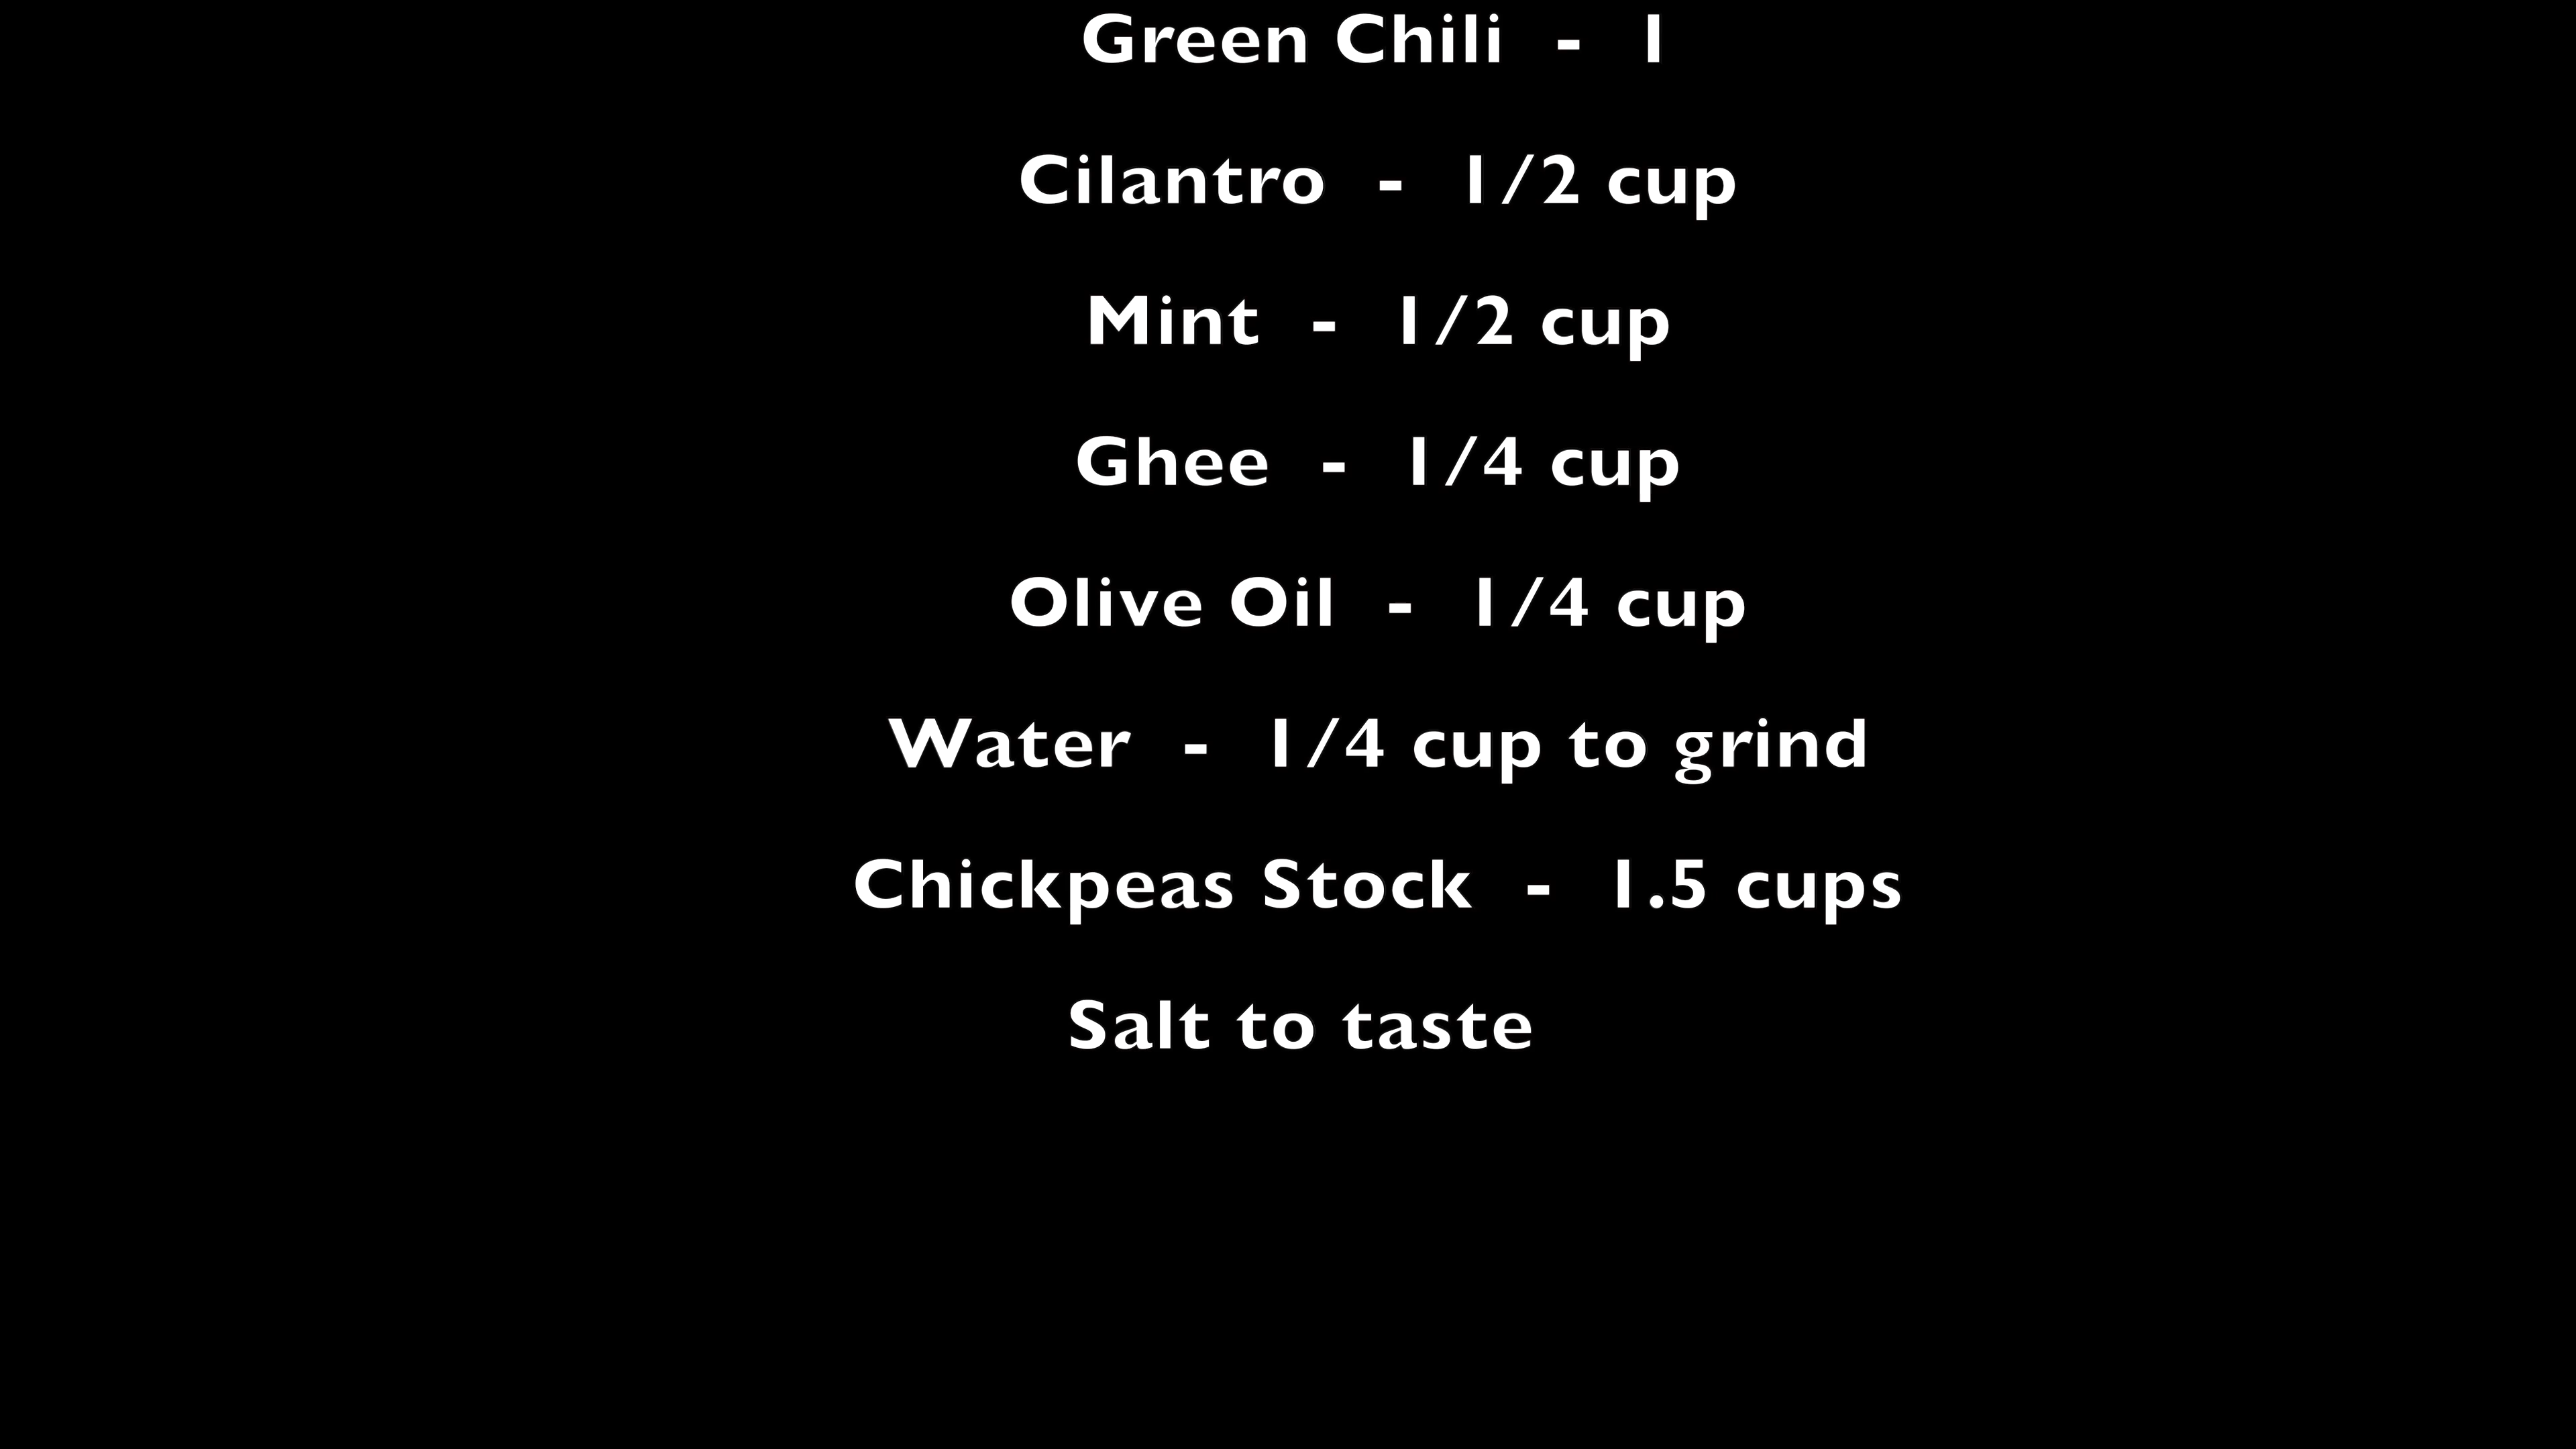 Green Chili - 1
Cilantro - 1/2 cup
Mint - 1/2 cup
Ghee - 1/4 cup
Olive Oil - 1/4 cup
Water - 1/4 cup to grind
Chickpeas Stock - 1.5 cups
Salt to taste